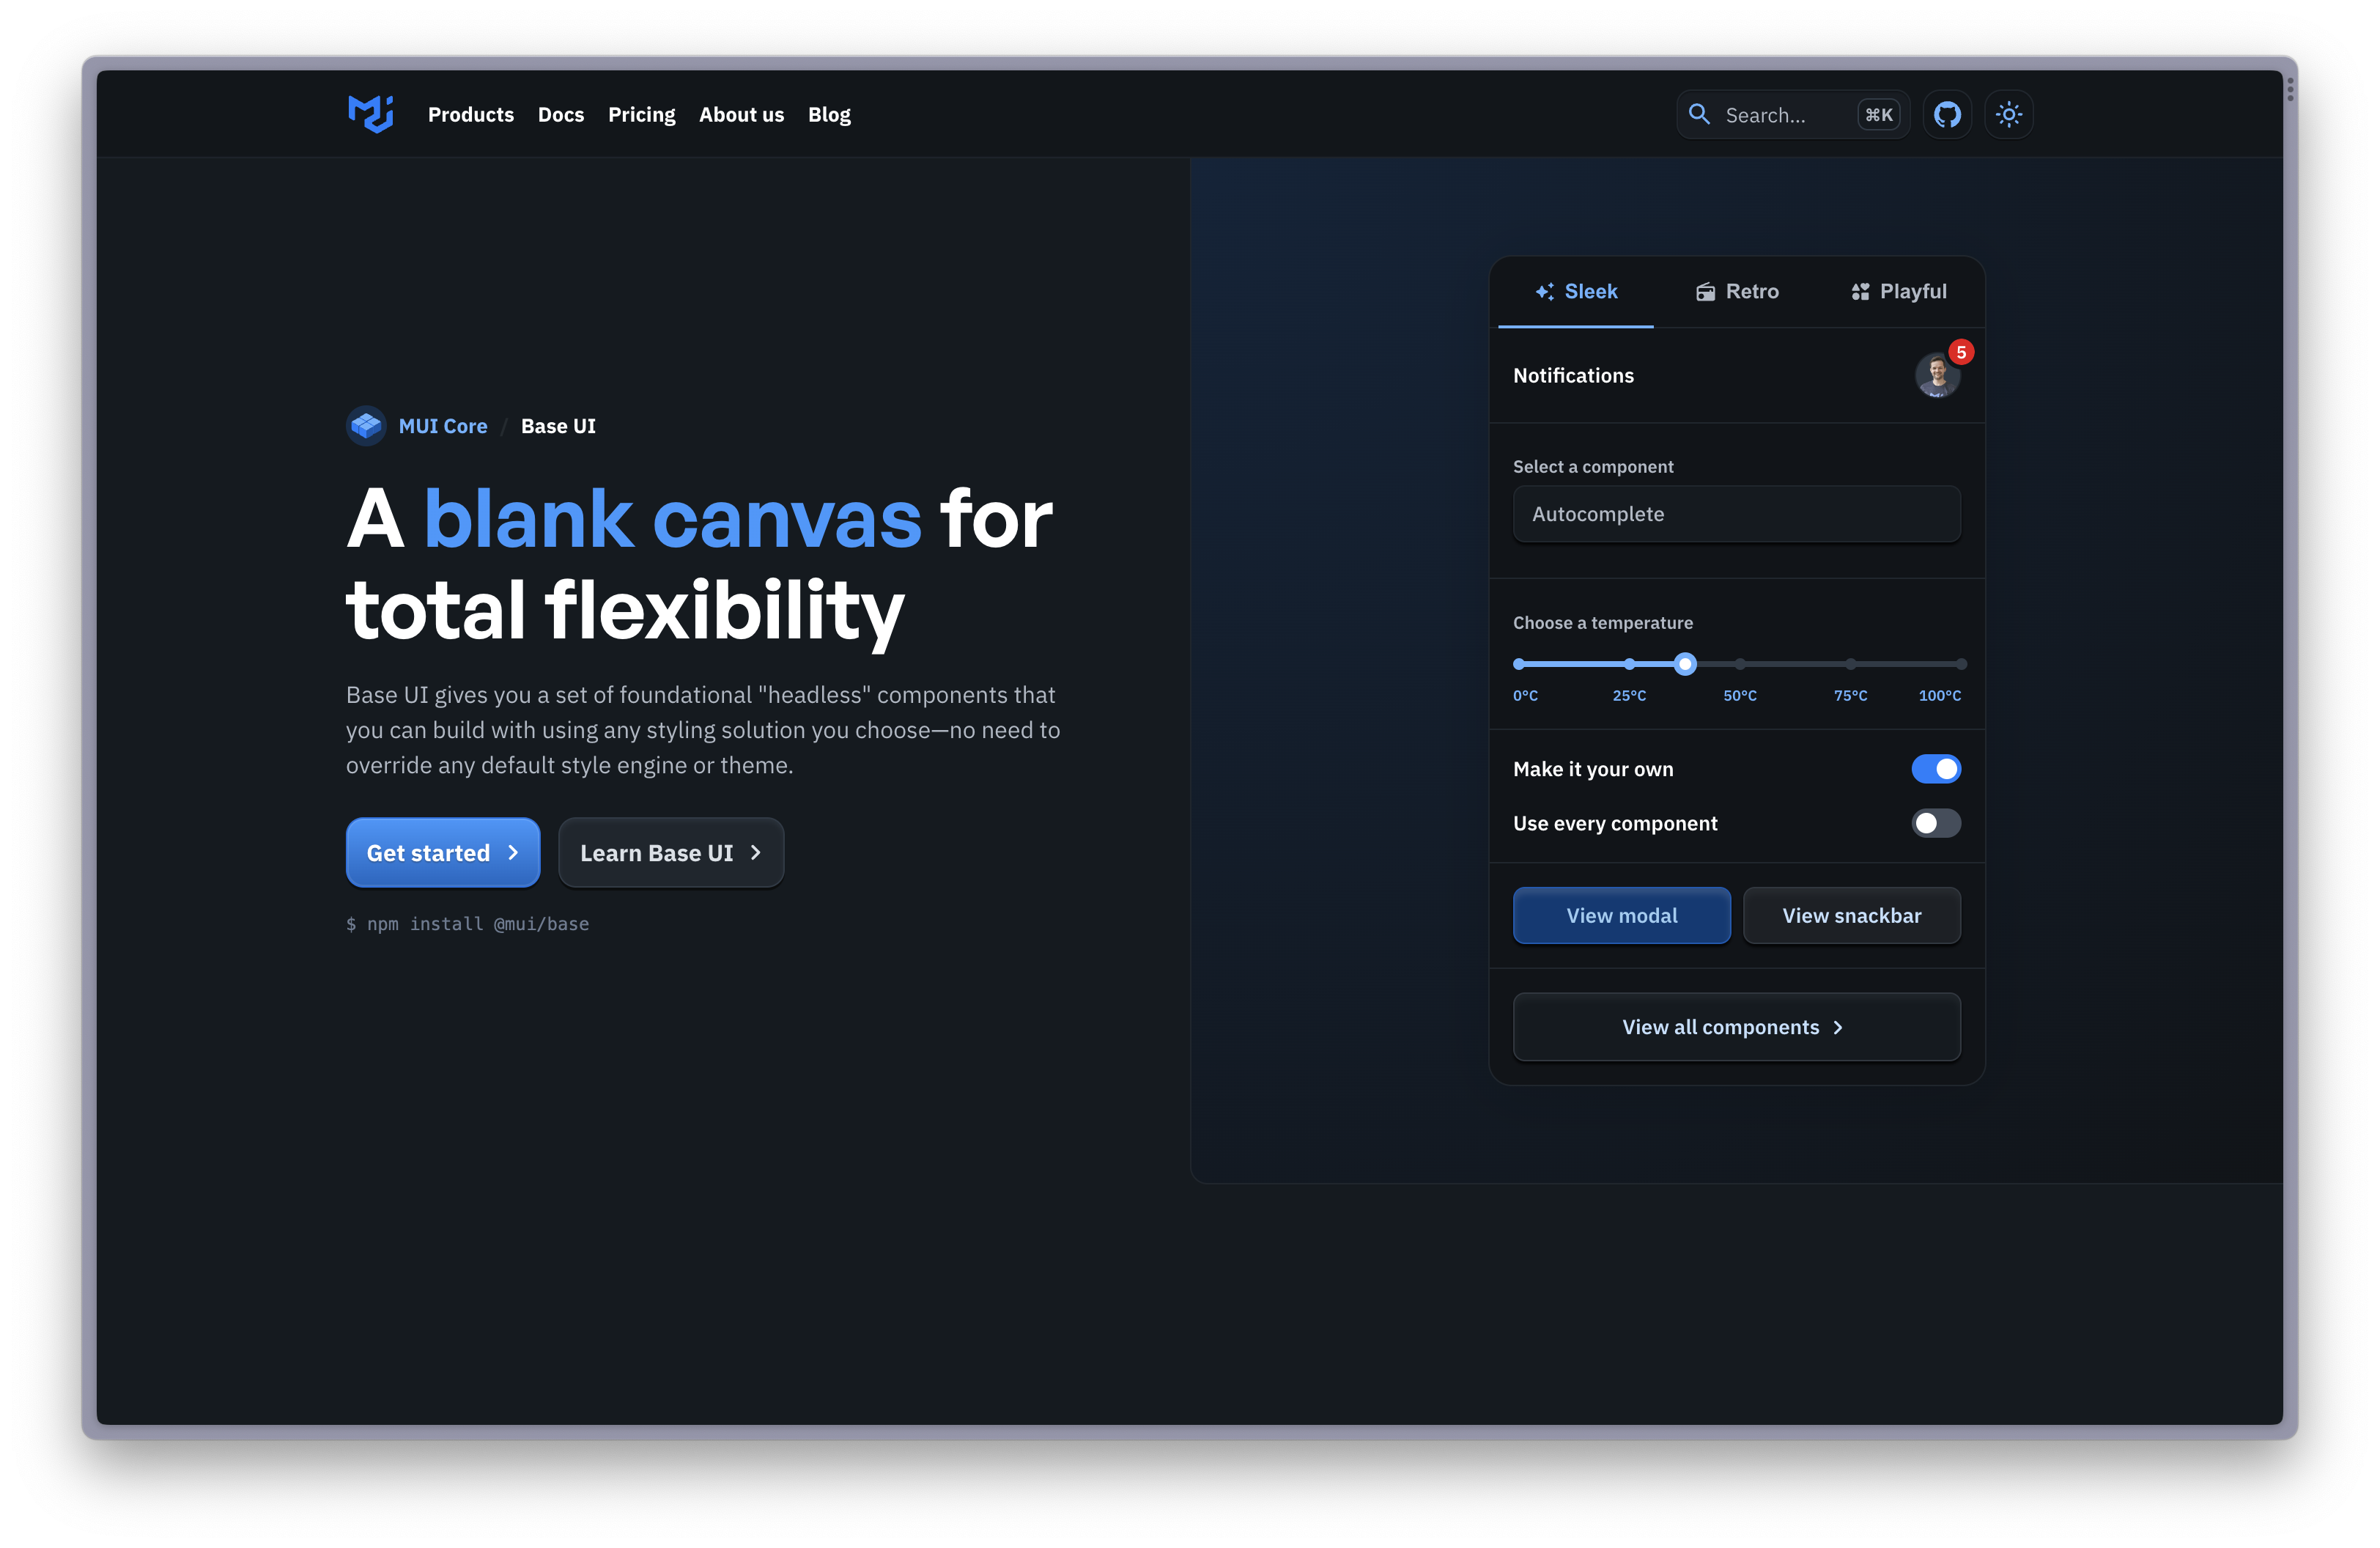 Products Docs Pricing About us Blog
Search... ⌘K
MUI Core / Base UI
A blank canvas for
total flexibility
Base UI gives you a set of foundational "headless" components that
you can build with using any styling solution you choose—no need to
override any default style engine or theme.
Get started
Learn Base UI
$ npm install @mui/base
Sleek Retro Playful
Notifications
5
Select a component
Autocomplete
Choose a temperature
0°C 25°C 50°C 75°C 100°C
Make it your own
Use every component
View modal
View snackbar
View all components